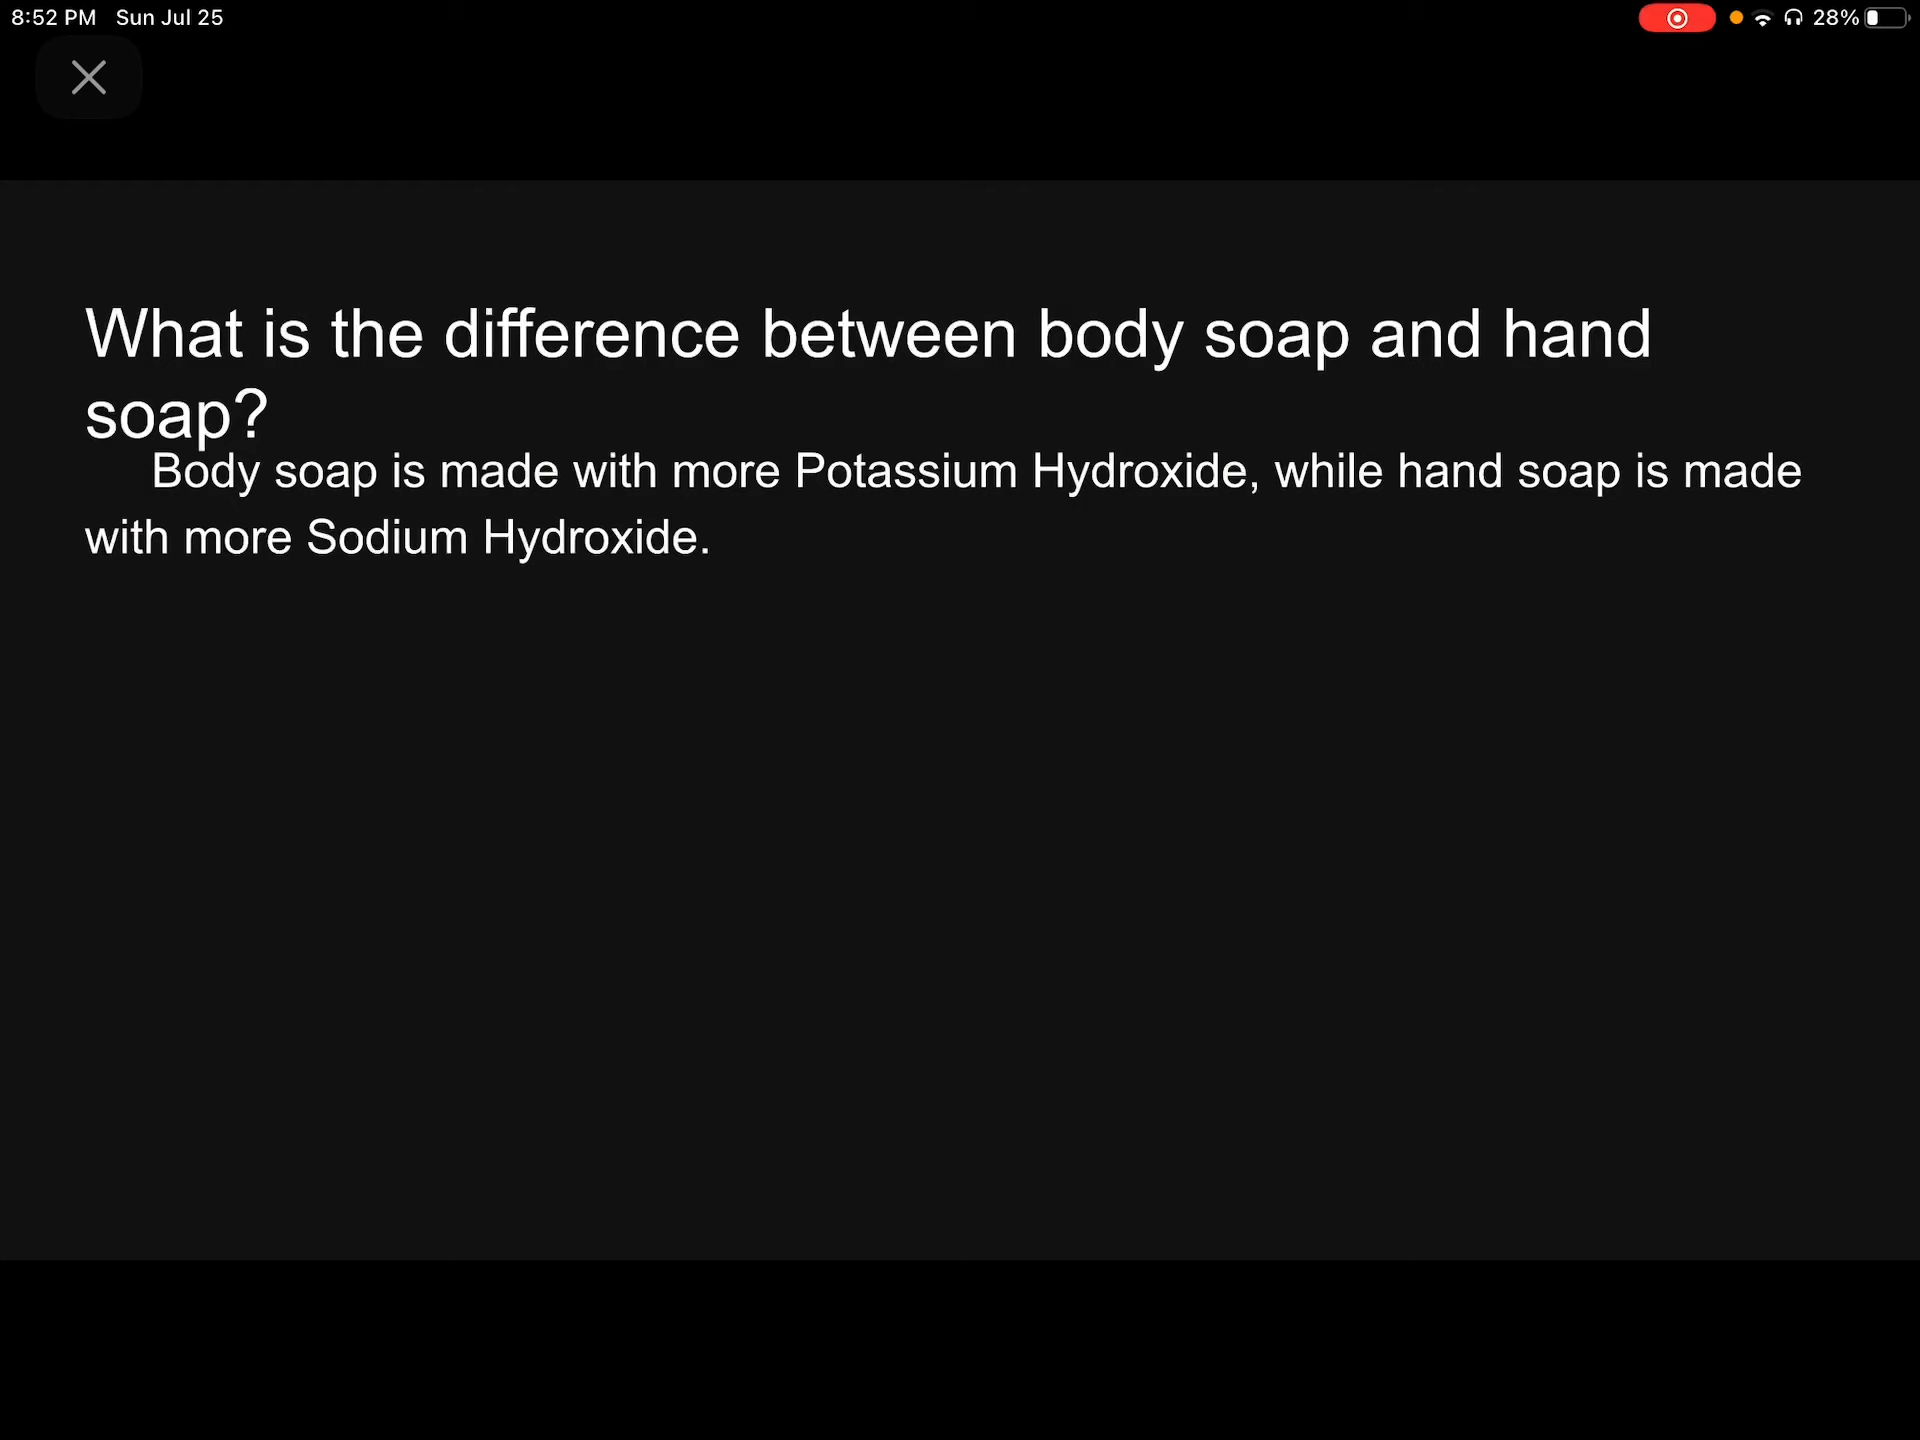 8:52 PM Sun Jul 25
28%
What is the difference between body soap and hand
soap?
Body soap is made with more Potassium Hydroxide, while hand soap is made
with more Sodium Hydroxide.